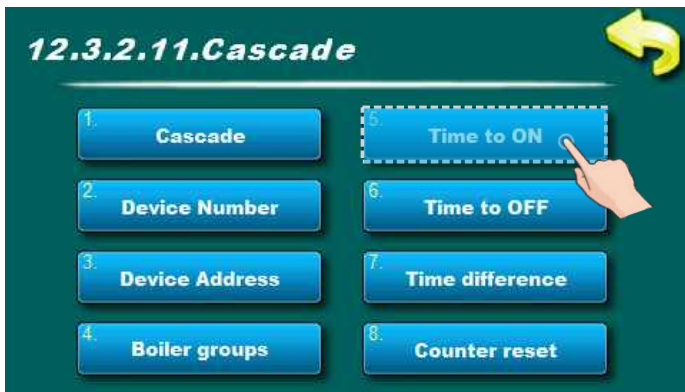 12.3.2.11.Cascade
1. Cascade
2. Device Number
3. Device Address
4. Boiler groups
5. Time to ON
6. Time to OFF
7. Time difference
8. Counter reset